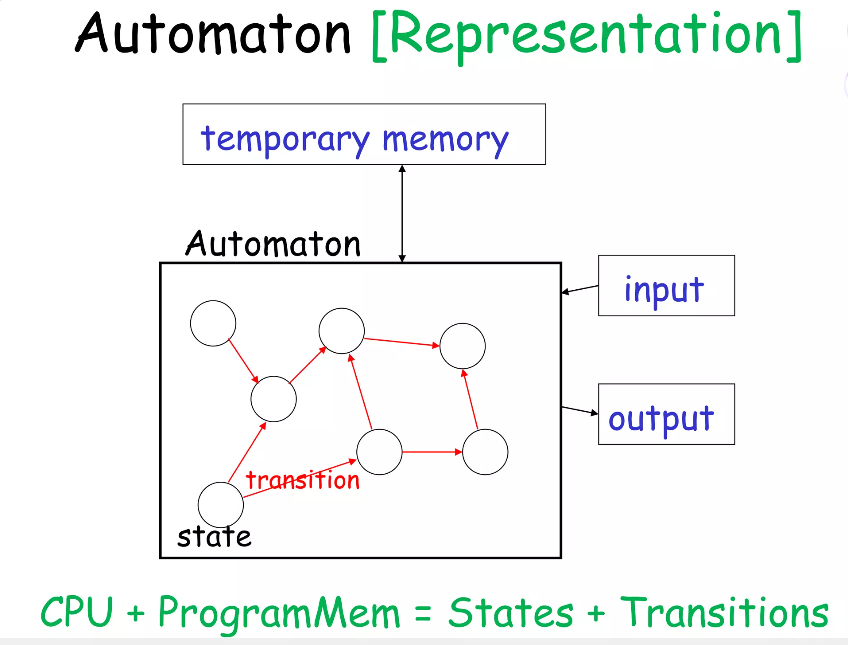 Automaton [Representation]
temporary memory
Automaton
input
output
transition
state
CPU + ProgramMem = States + Transitions